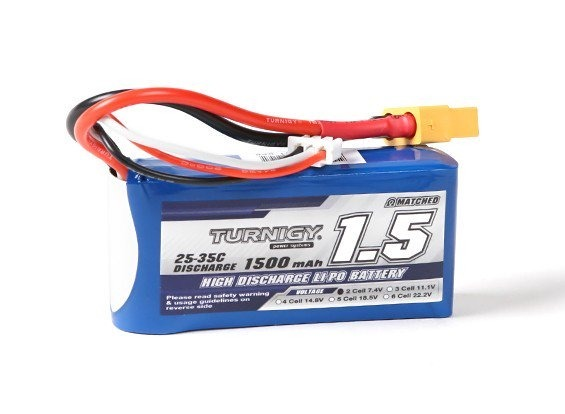 TURNIGY
MATCHED
TURNIGY
power systems
1.5
25-35C
DISCHARGE 1500 mAh
HIGH DISCHARGE LI PO BATTERY
Please read safety warning
& usage guidelines on
reverse side
VOLTAGE
2 Cell 7.4V
3 Cell 11.1V
4 Cell 14.8V
5 Cell 18.5V
6 Cell 22.2V